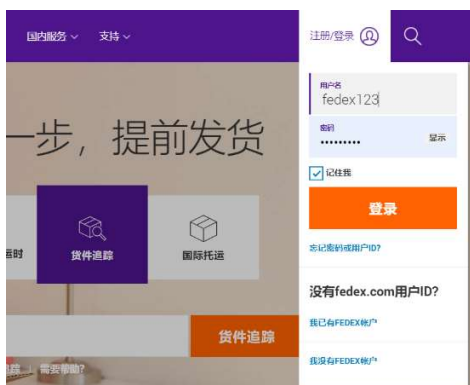 国内服务
支持
注册/登录
一步，提前发货
运时
货件追踪
国际托运
货件追踪
追踪 | 需要帮助?
用户名
fedex123
密码
•••••••••
显示
记住我
登录
忘记密码或用户ID?
没有fedex.com用户ID?
我已有FEDEX帐户
我没有FEDEX帐户